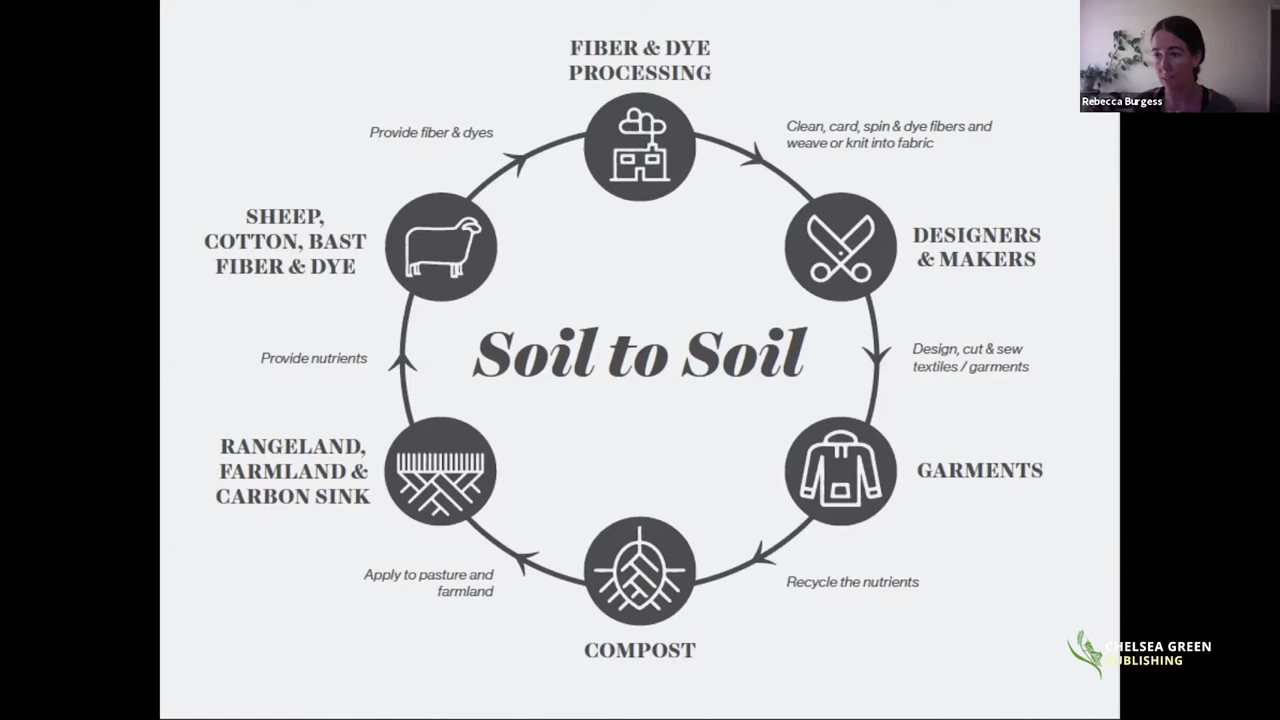 FIBER & DYE
PROCESSING
Rebecca Burgess
Provide fiber & dyes
Clean, card, spin & dye fibers and
weave or knit into fabric
SHEEP,
COTTON, BAST
FIBER & DYE
DESIGNERS
& MAKERS
Soil to Soil
Provide nutrients
Design, cut & sew
textiles / garments
RANGELAND,
FARMLAND &
CARBON SINK
GARMENTS
Apply to pasture and
farmland
Recycle the nutrients
COMPOST
CHELSEA GREEN
PUBLISHING